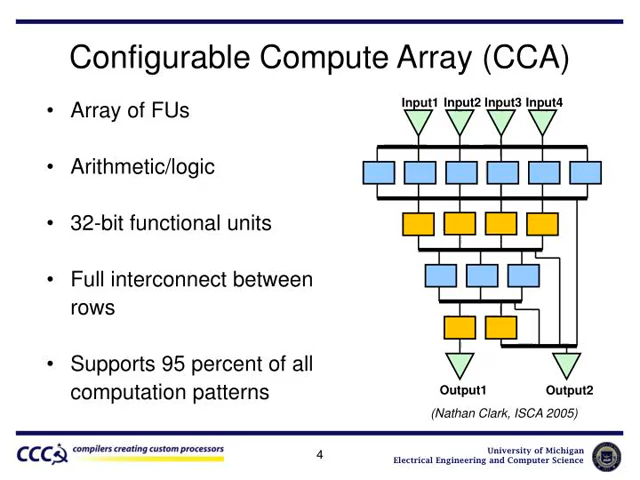 Configurable Compute Array (CCA)
• Array of FUs
• Arithmetic/logic
• 32-bit functional units
• Full interconnect between
rows
• Supports 95 percent of all
computation patterns
Input1 Input2 Input3 Input4
Output1 Output2
(Nathan Clark, ISCA 2005)
CCCP compilers creating custom processors
4
University of Michigan
Electrical Engineering and Computer Science